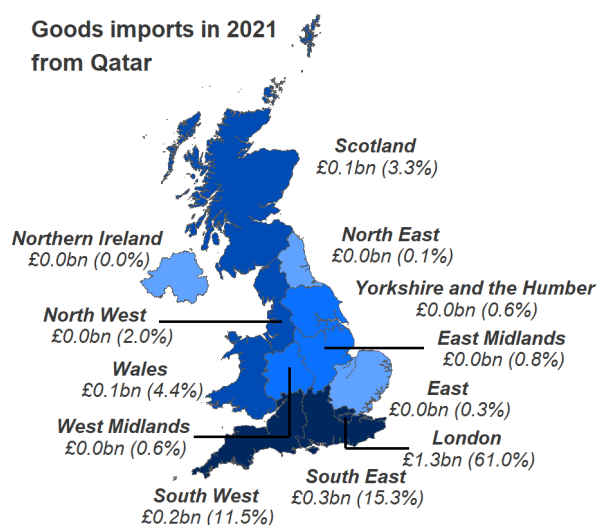 Goods imports in 2021
from Qatar
Scotland
£0.1bn (3.3%)
Northern Ireland
£0.0bn (0.0%)
North East
£0.0bn (0.1%)
Yorkshire and the Humber
£0.0bn (0.6%)
North West
£0.0bn (2.0%)
East Midlands
£0.0bn (0.8%)
Wales
£0.1bn (4.4%)
East
£0.0bn (0.3%)
West Midlands
£0.0bn (0.6%)
London
£1.3bn (61.0%)
South East
£0.3bn (15.3%)
South West
£0.2bn (11.5%)